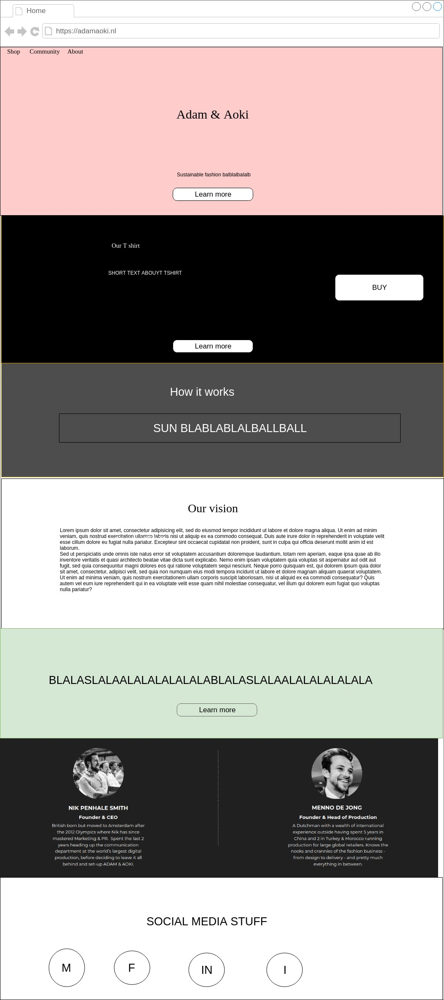 Home
https://adamaoki.nl
Shop Community About
Adam & Aoki
Sustainable fashion balblalbalalb
Learn more
Our T shirt
SHORT TEXT ABOUYT TSHIRT
BUY
Learn more
How it works
SUN BLABLABLALBALLBALL
Our vision
Lorem ipsum dolor sit amet, consectetur adipisicing elit, sed do eiusmod tempor incididunt ut labore et dolore magna aliqua. Ut enim ad minim
veniam, quis nostrud exercitation ullamco laboris nisi ut aliquip ex ea commodo consequat. Duis aute irure dolor in reprehenderit in voluptate velit
esse cillum dolore eu fugiat nulla pariatur. Excepteur sint occaecat cupidatat non proident, sunt in culpa qui officia deserunt mollit anim id est
laborum.
Sed ut perspiciatis unde omnis iste natus error sit voluptatem accusantium doloremque laudantium, totam rem aperiam, eaque ipsa quae ab illo
inventore veritatis et quasi architecto beatae vitae dicta sunt explicabo. Nemo enim ipsam voluptatem quia voluptas sit aspernatur aut odit aut
fugit, sed quia consequuntur magni dolores eos qui ratione voluptatem sequi nesciunt. Neque porro quisquam est, qui dolorem ipsum quia dolor
sit amet, consectetur, adipisci velit, sed quia non numquam eius modi tempora incidunt ut labore et dolore magnam aliquam quaerat voluptatem.
Ut enim ad minima veniam, quis nostrum exercitationem ullam corporis suscipit laboriosam, nisi ut aliquid ex ea commodi consequatur? Quis
autem vel eum iure reprehenderit qui in ea voluptate velit esse quam nihil molestiae consequatur, vel illum qui dolorem eum fugiat quo voluptas
nulla pariatur?
BLALASLALAALALALALALALABLALASLALAALALALALALALA
Learn more
NIK PENHALE SMITH
Founder & CEO
British born but moved to Amsterdam after
the 2012 Olympics where Nik has since
mastered Marketing & PR. Spent the last 2
years heading up the communication
department at the world's largest digital
production, before deciding to leave it all
behind and set-up ADAM & AOKI.
MENNO DE JONG
Founder & Head of Production
A Dutchman with a wealth of international
experience outside having spent 5 years in
China and 2 in Turkey & Morocco running
production for large global retailers. Knows the
nooks and crannies of the fashion business -
from design to delivery - and pretty much
everything in between.
SOCIAL MEDIA STUFF
M F IN I